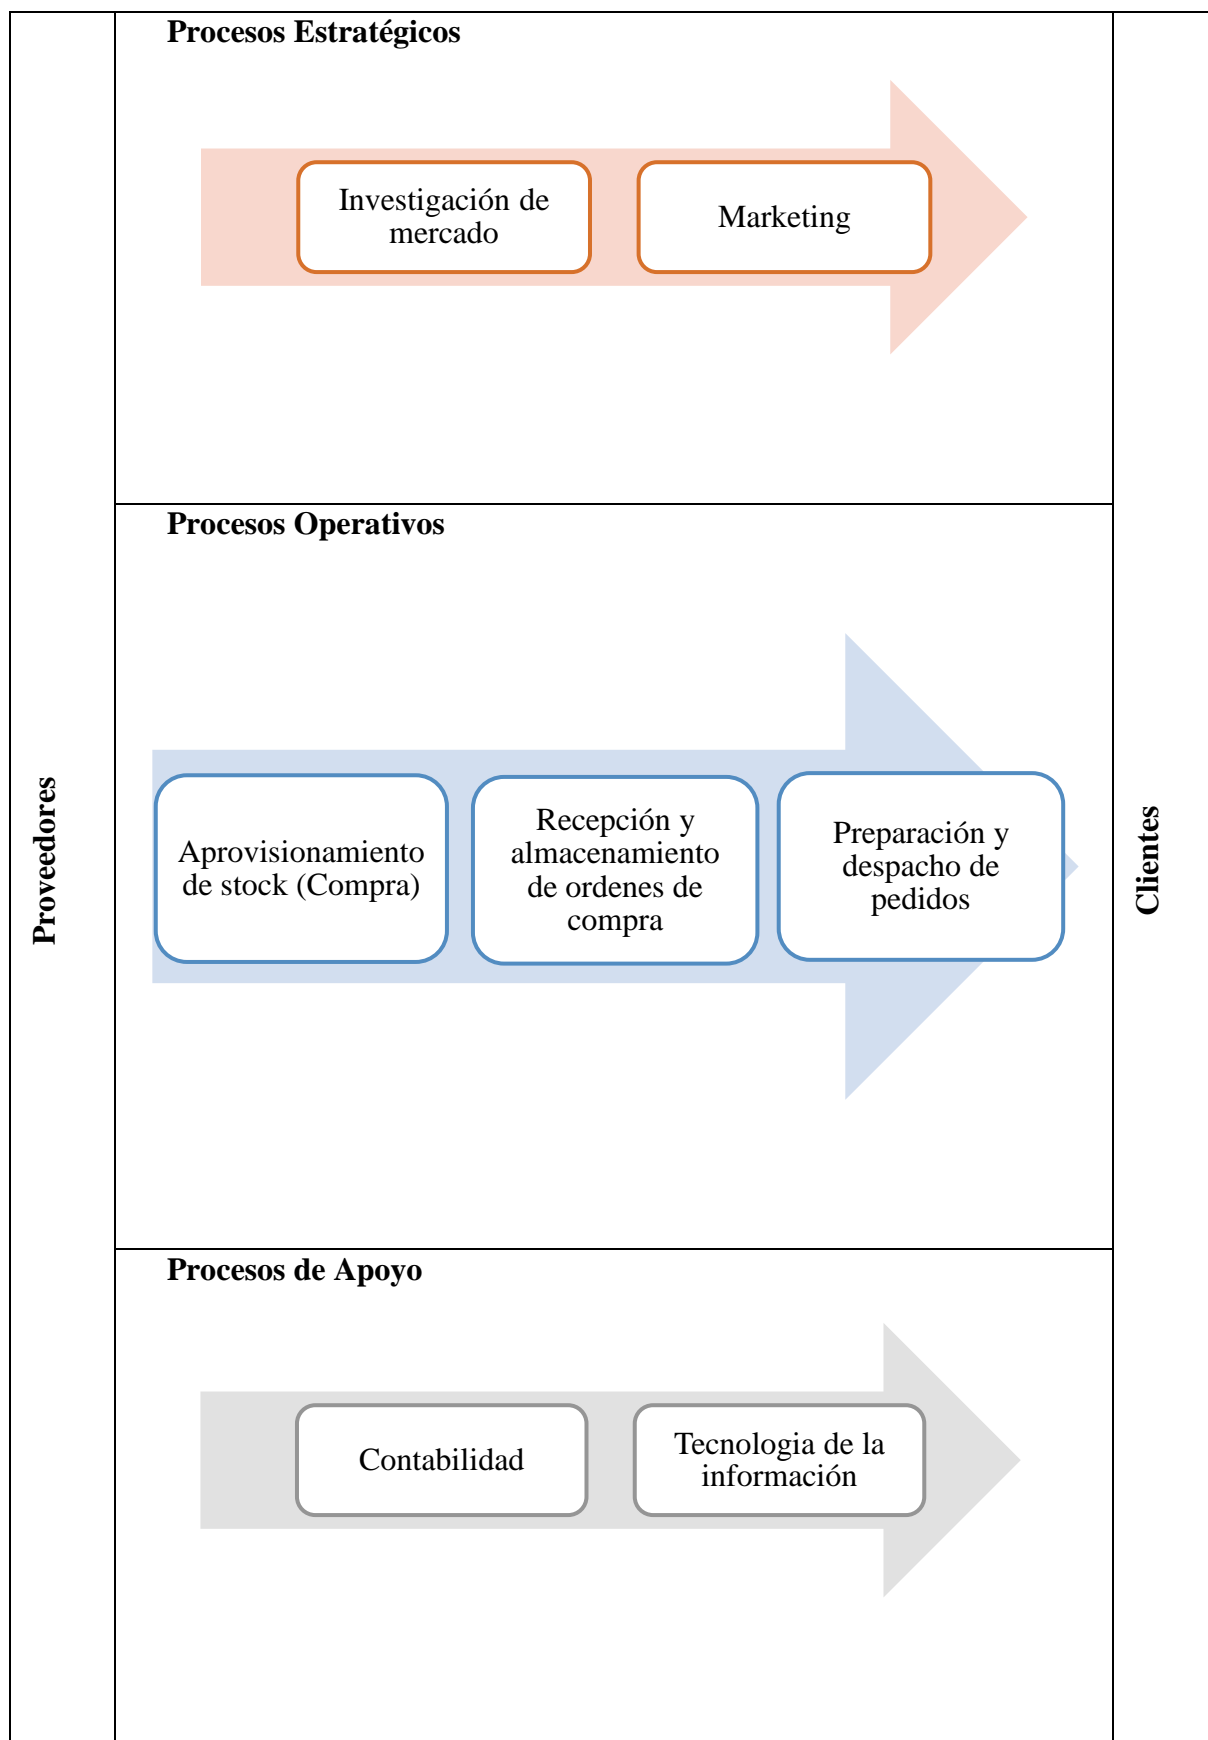 Proveedores
Procesos Estratégicos
Investigación de
mercado
Marketing
Procesos Operativos
Aprovisionamiento
de stock (Compra)
Recepción y
almacenamiento
de ordenes de
compra
Preparación y
despacho de
pedidos
Procesos de Apoyo
Contabilidad
Tecnologia de la
información
Clientes